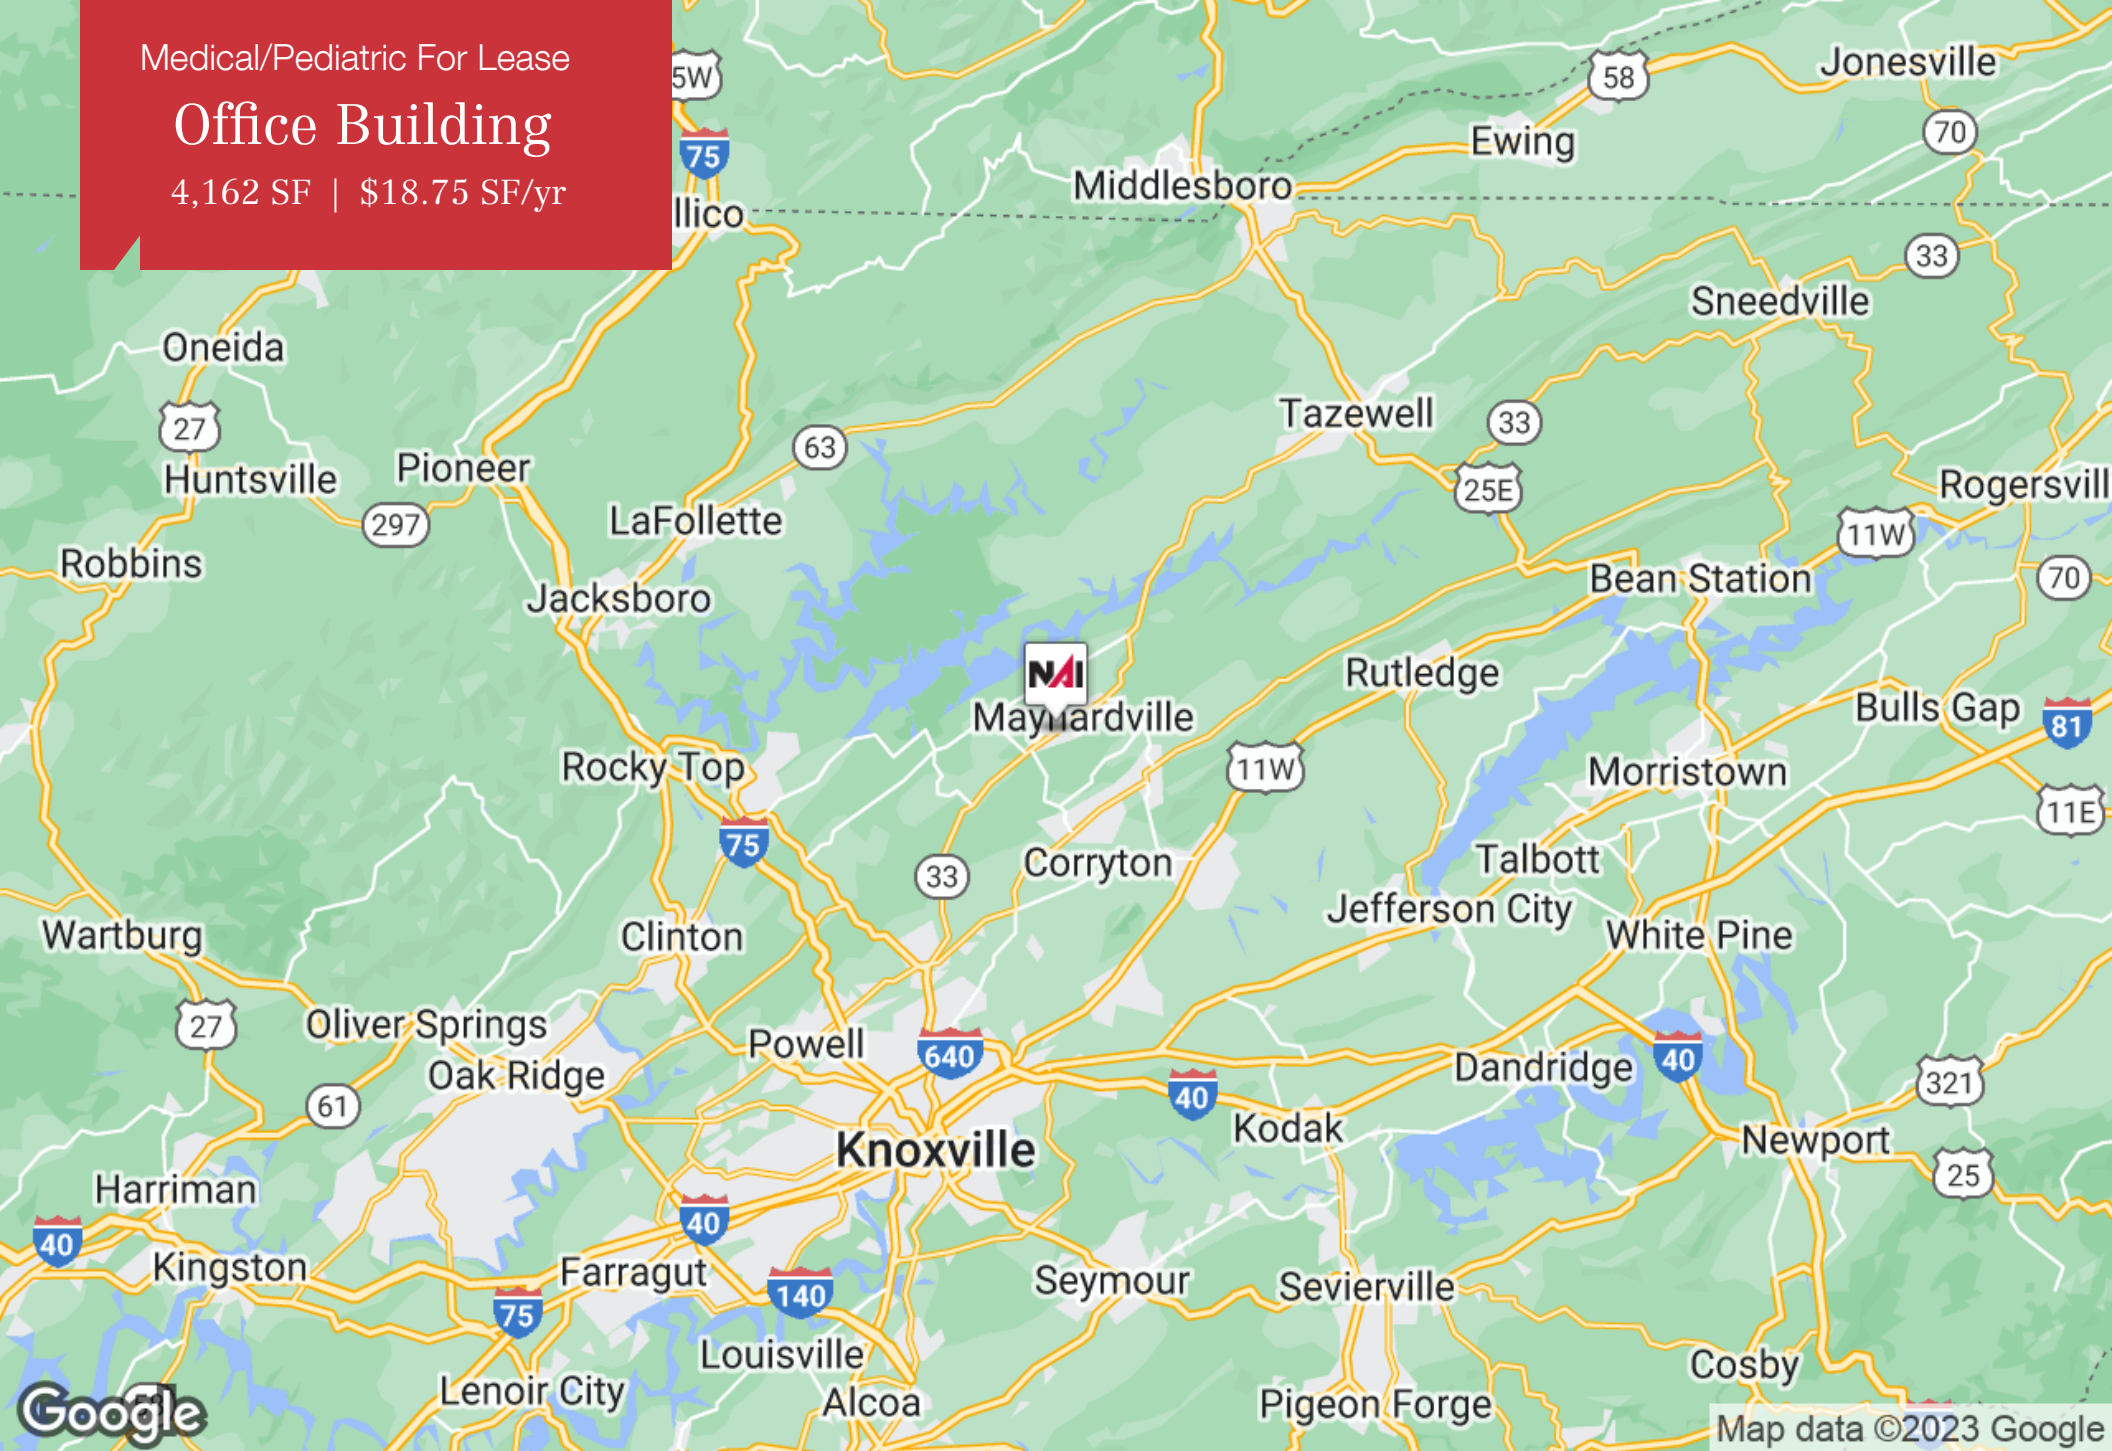 Medical/Pediatric For Lease
Office Building
4,162 SF | $18.75 SF/yr
5W
58
Jonesville
75
70
Ewing
Middlesboro
llico
33
Sneedville
Oneida
Tazewell
33
27
63
Pioneer
Huntsville
25E
Rogersvill
297
LaFollette
11W
Robbins
Bean Station
70
Jacksboro
NAI
Rutledge
Maynardville
Bulls Gap
81
Rocky Top
11W
Morristown
11E
75
Corryton
Talbott
33
Jefferson City
Wartburg
Clinton
White Pine
27
Oliver Springs
Powell
640
40
Oak Ridge
Dandridge
321
40
61
Kodak
Knoxville
Newport
25
Harriman
40
40
Kingston
Farragut
Seymour
Sevierville
140
75
Louisville
Cosby
Lenoir City
Alcoa
Pigeon Forge
Google
Map data ©2023 Google